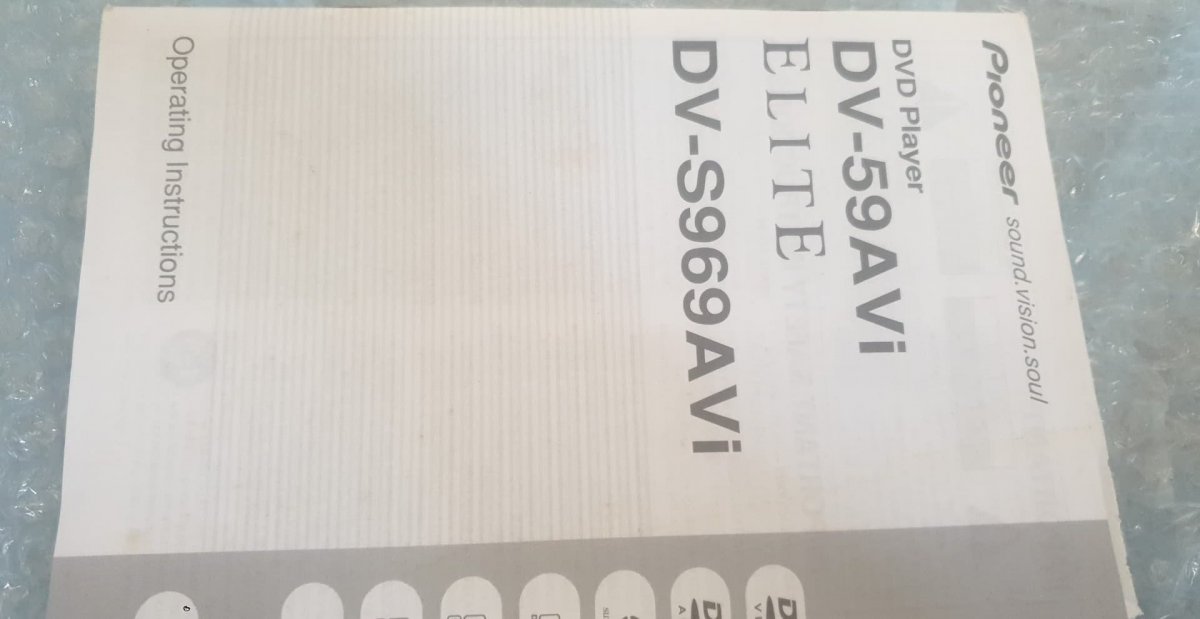 Pioneer sound.vision.soul
DVD Player
DV-59AVi
ELITE
DV-S969AVi
Operating Instructions